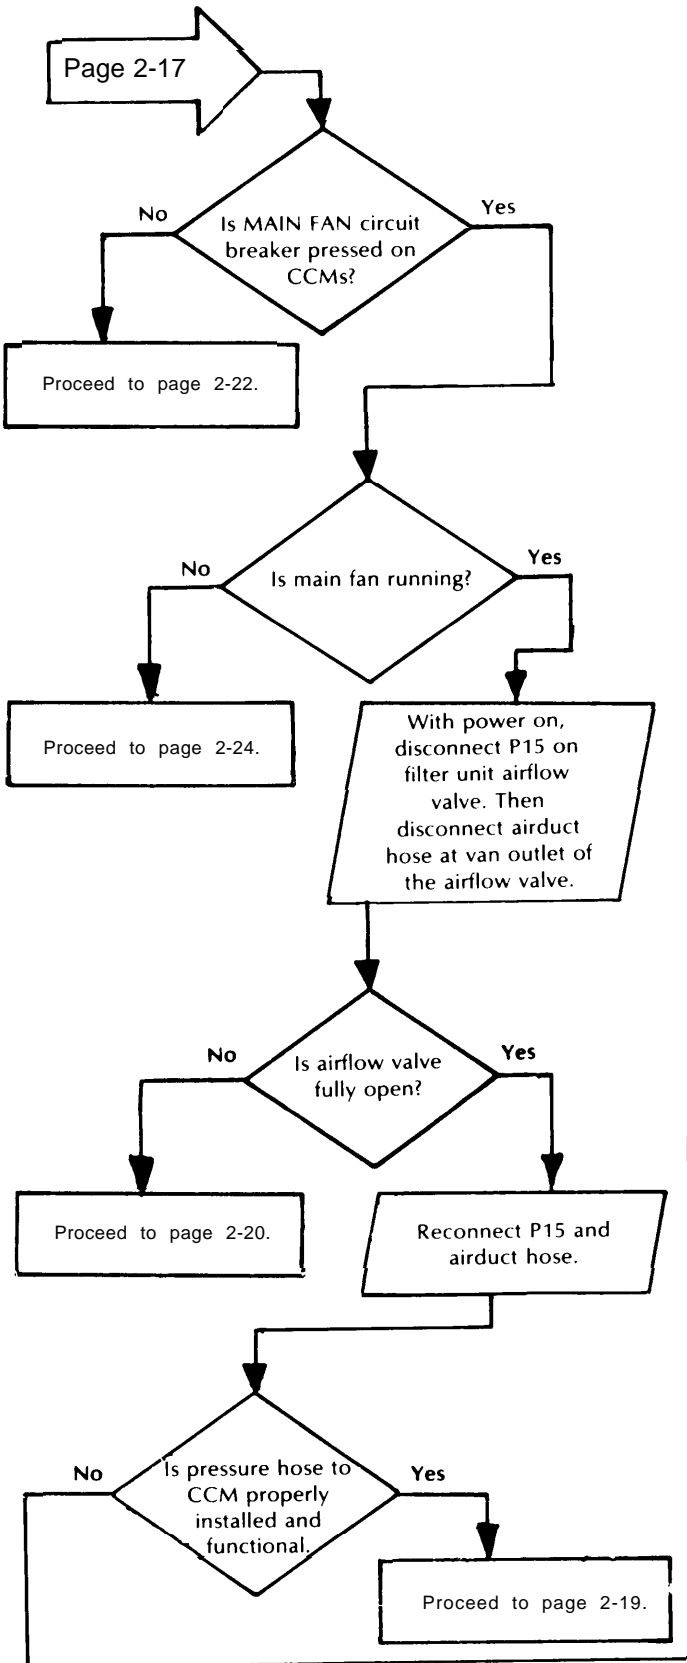 Page 2-17
No
Yes
Is MAIN FAN circuit
breaker pressed on
CCMs?
Proceed to page 2-22.
No
Yes
Is main fan running?
Proceed to page 2-24.
With power on,
disconnect P15 on
filter unit airflow
valve. Then
disconnect airduct
hose at van outlet of
the airflow valve.
No
Yes
Is airflow valve
fully open?
Proceed to page 2-20.
Reconnect P15 and
airduct hose.
No
Yes
Is pressure hose to
CCM properly
installed and
functional.
Proceed to page 2-19.